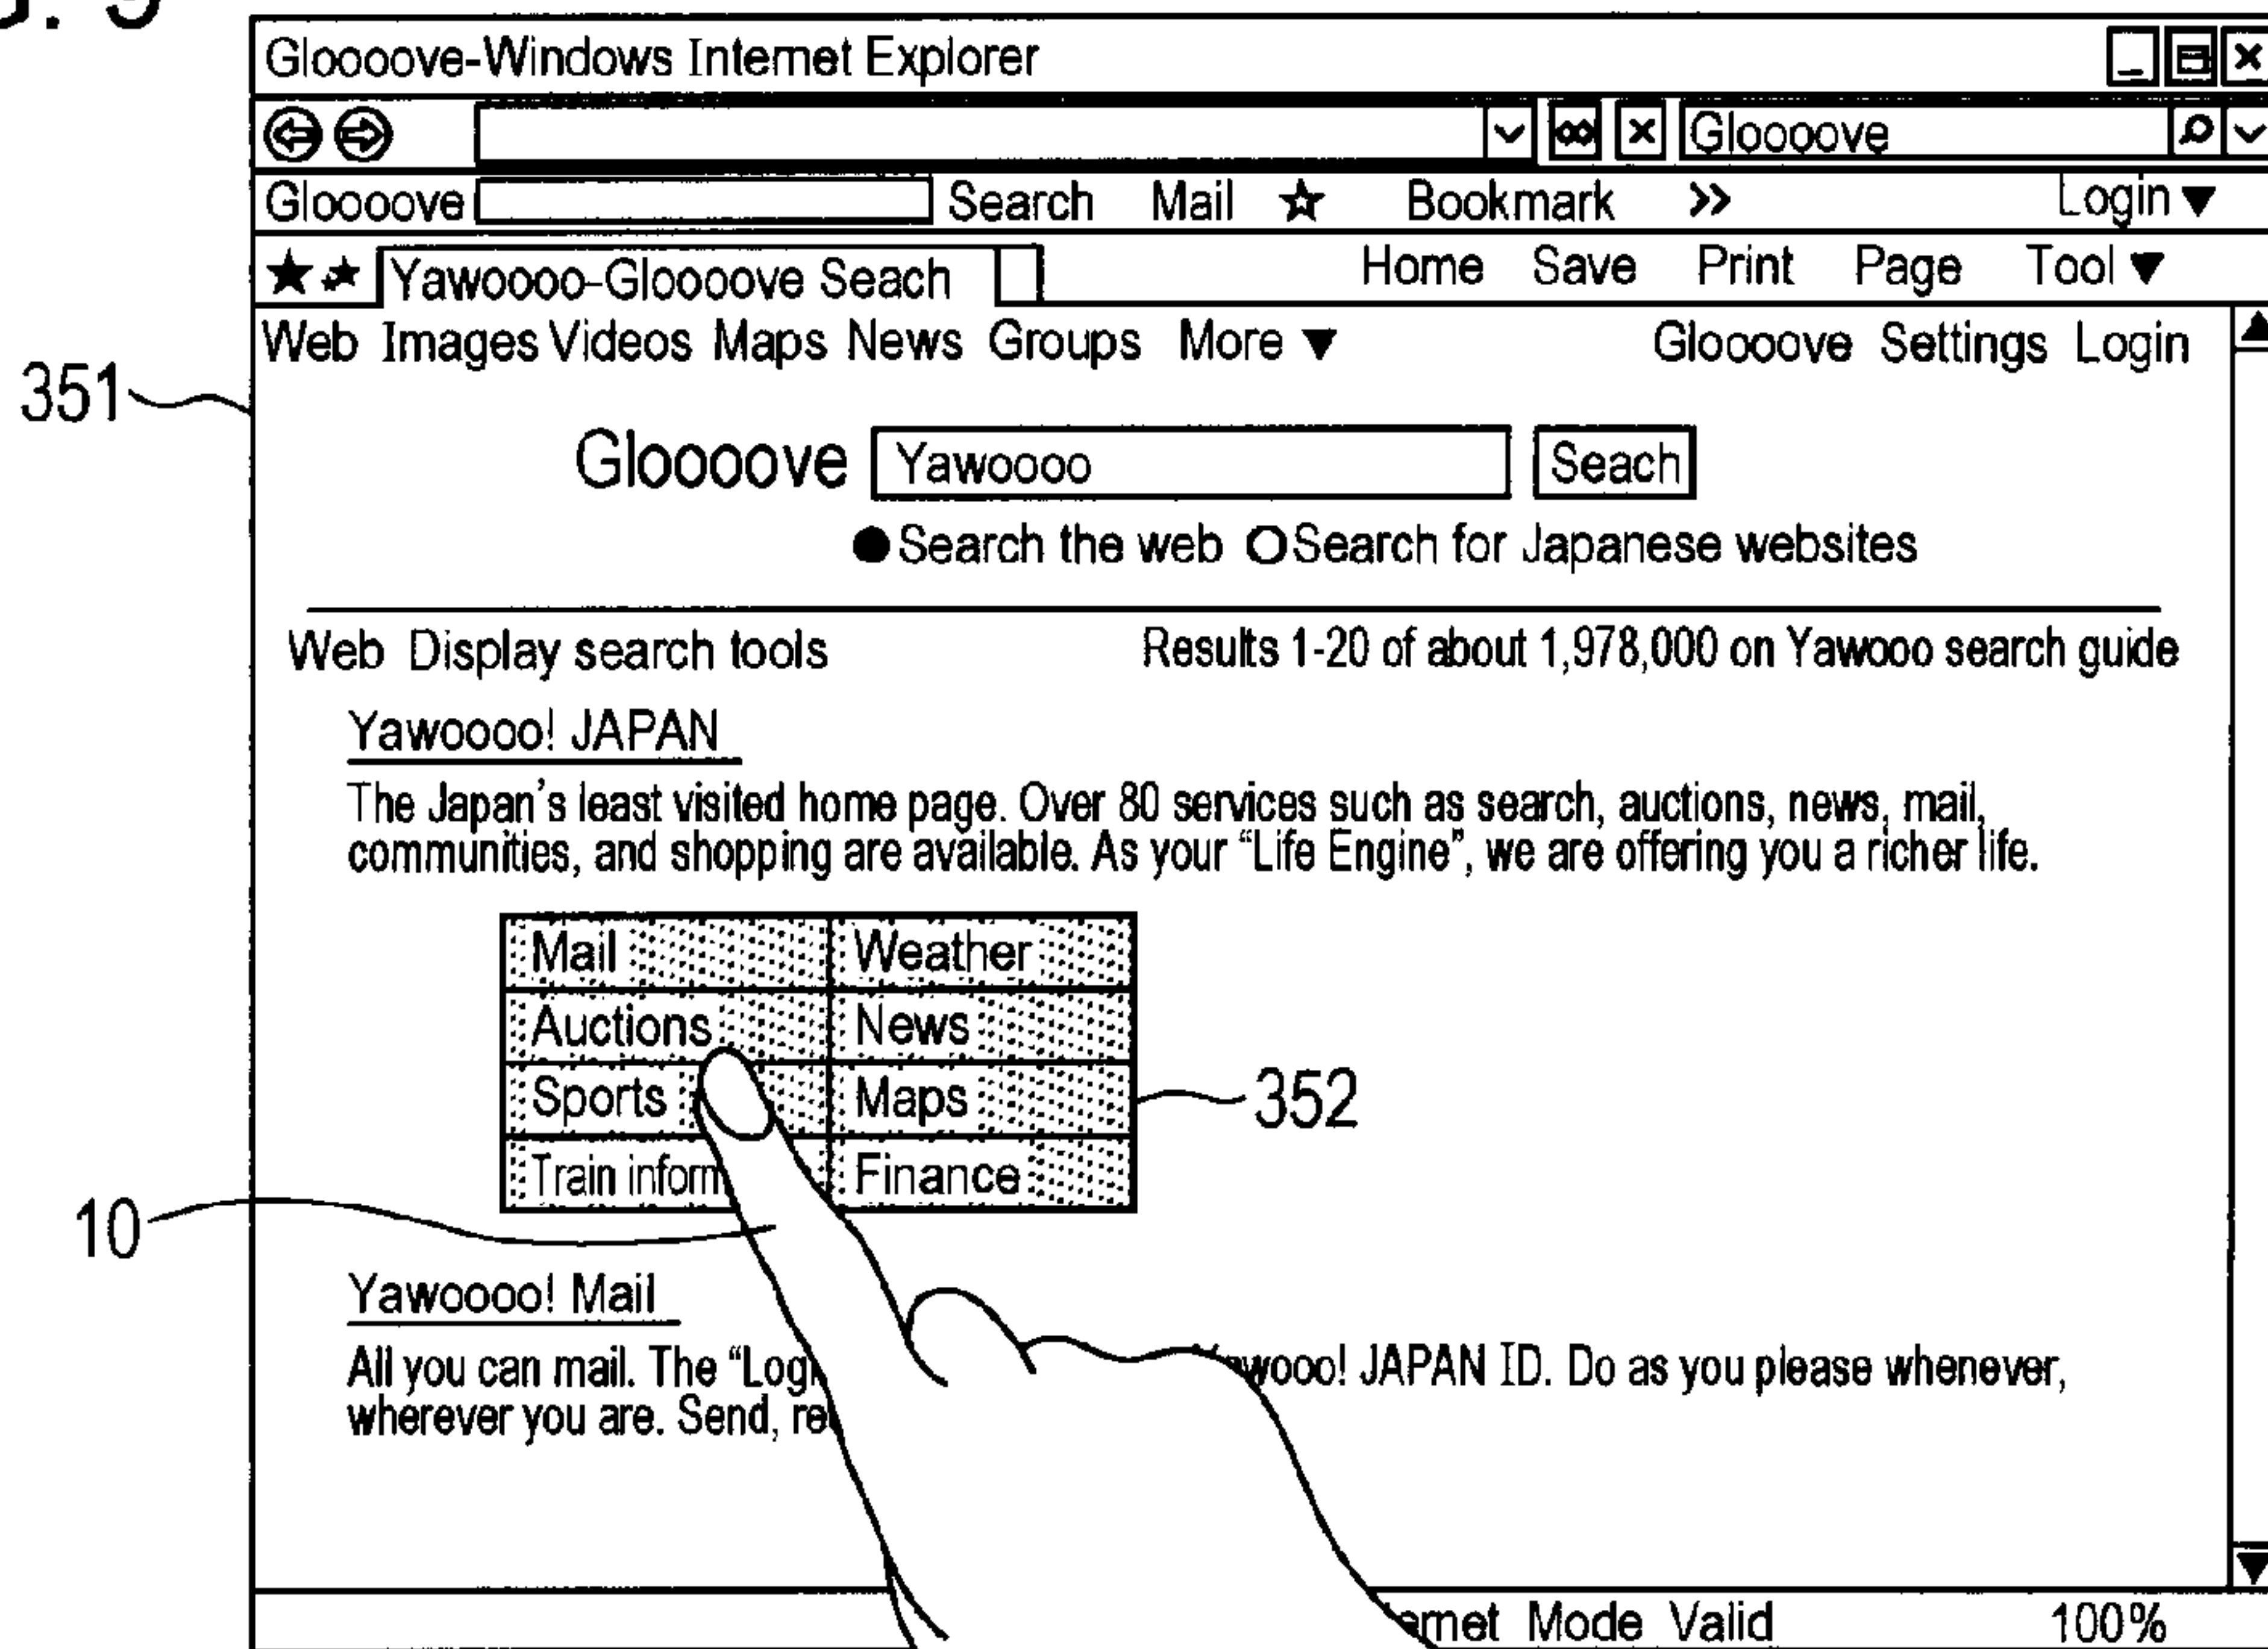 Gloooove-Windows Internet Explorer
Gloooove
Gloooove Search Mail ☆ Bookmark >> Login ▼
Yawoooo-Gloooove Seach Home Save Print Page Tool ▼
Web Images Videos Maps News Groups More ▼ Gloooove Settings Login
351
Gloooove Yawoooo Seach
●Search the web ○Search for Japanese websites
Web Display search tools Results 1-20 of about 1,978,000 on Yawooo search guide
Yawoooo! JAPAN
The Japan's least visited home page. Over 80 services such as search, auctions, news, mail,
communities, and shopping are available. As your “Life Engine”, we are offering you a richer life.
Mail Weather
Auctions News
Sports Maps
352
Train inform Finance
10
Yawoooo! Mail
All you can mail. The “Log wooo! JAPAN ID. Do as you please whenever,
wherever you are. Send, re
Mode Valid 100%